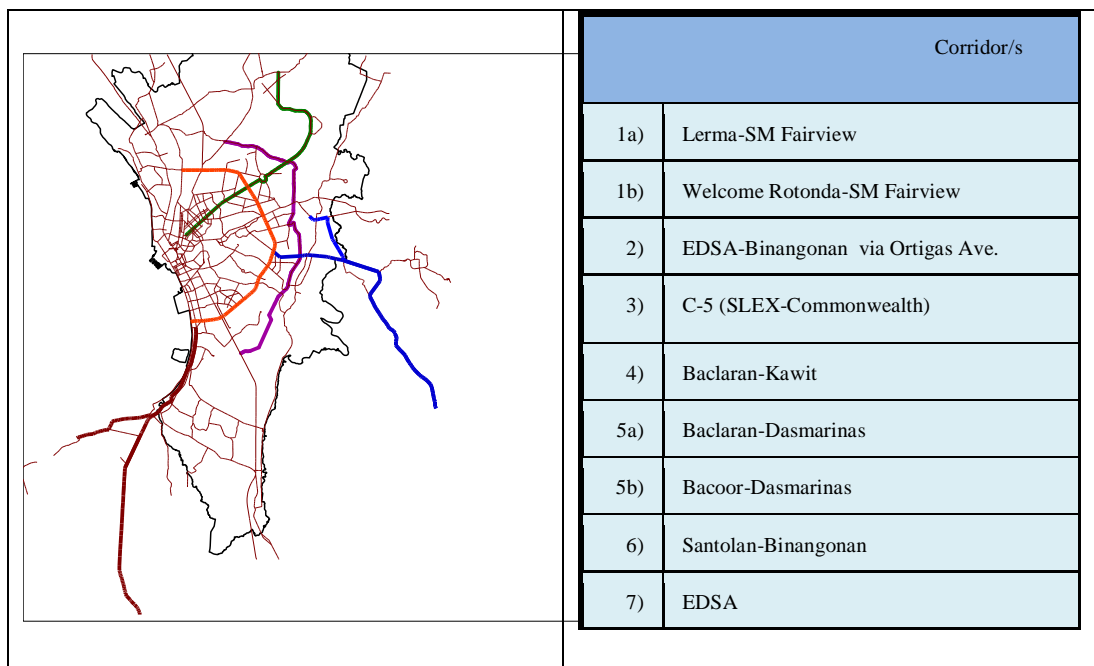 Corridor/s
1a) Lerma-SM Fairview
1b) Welcome Rotonda-SM Fairview
2) EDSA-Binangonan via Ortigas Ave.
3) C-5 (SLEX-Commonwealth)
4) Baclaran-Kawit
5a) Baclaran-Dasmarinas
5b) Bacoor-Dasmarinas
6) Santolan-Binangonan
7) EDSA